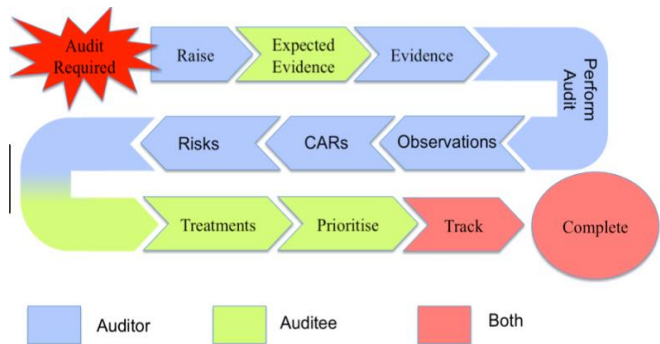 Audit
Required
Raise
Expected
Evidence
Evidence
Perform
Audit
Observations
CARs
Risks
Treatments
Prioritise
Track
Complete
Auditor
Auditee
Both